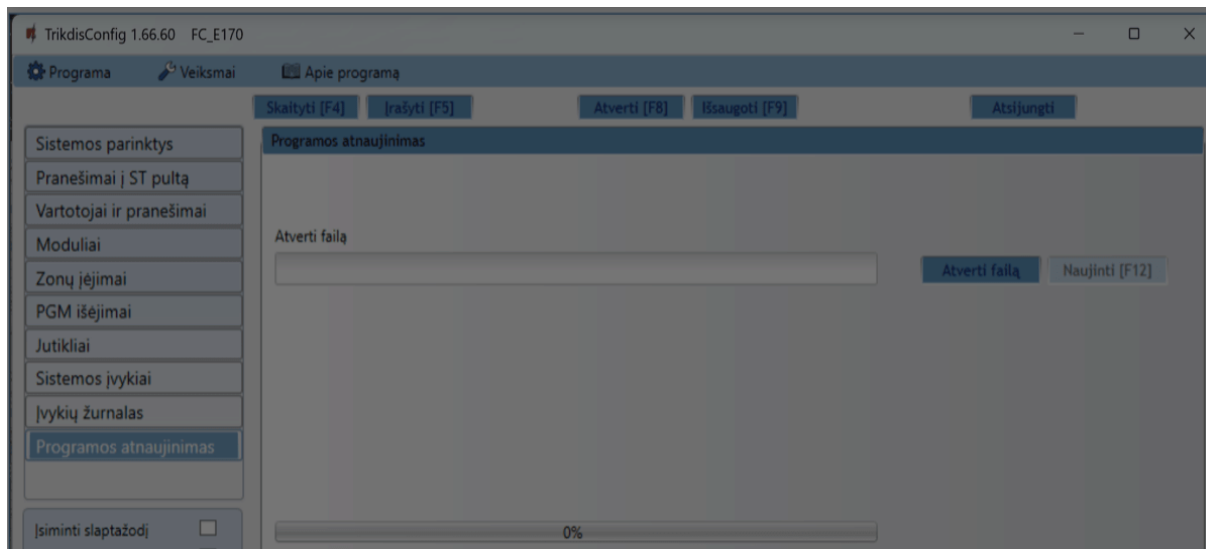 TrikdisConfig 1.66.60 FC_E170
Programa Veiksmai Apie programą
Skaityti [F4] Įrašyti [F5] Atverti [F8] Išsaugoti [F9] Atsijungti
Sistemos parinktys
Pranešimai į ST pultą
Vartotojai ir pranešimai
Moduliai
Zonų įėjimai
PGM išėjimai
Jutikliai
Sistemos įvykiai
Įvykių žurnalas
Programos atnaujinimas
Įsiminti slaptažodį
Programos atnaujinimas
Atverti failą
Atverti failą Naujinti [F12]
0%